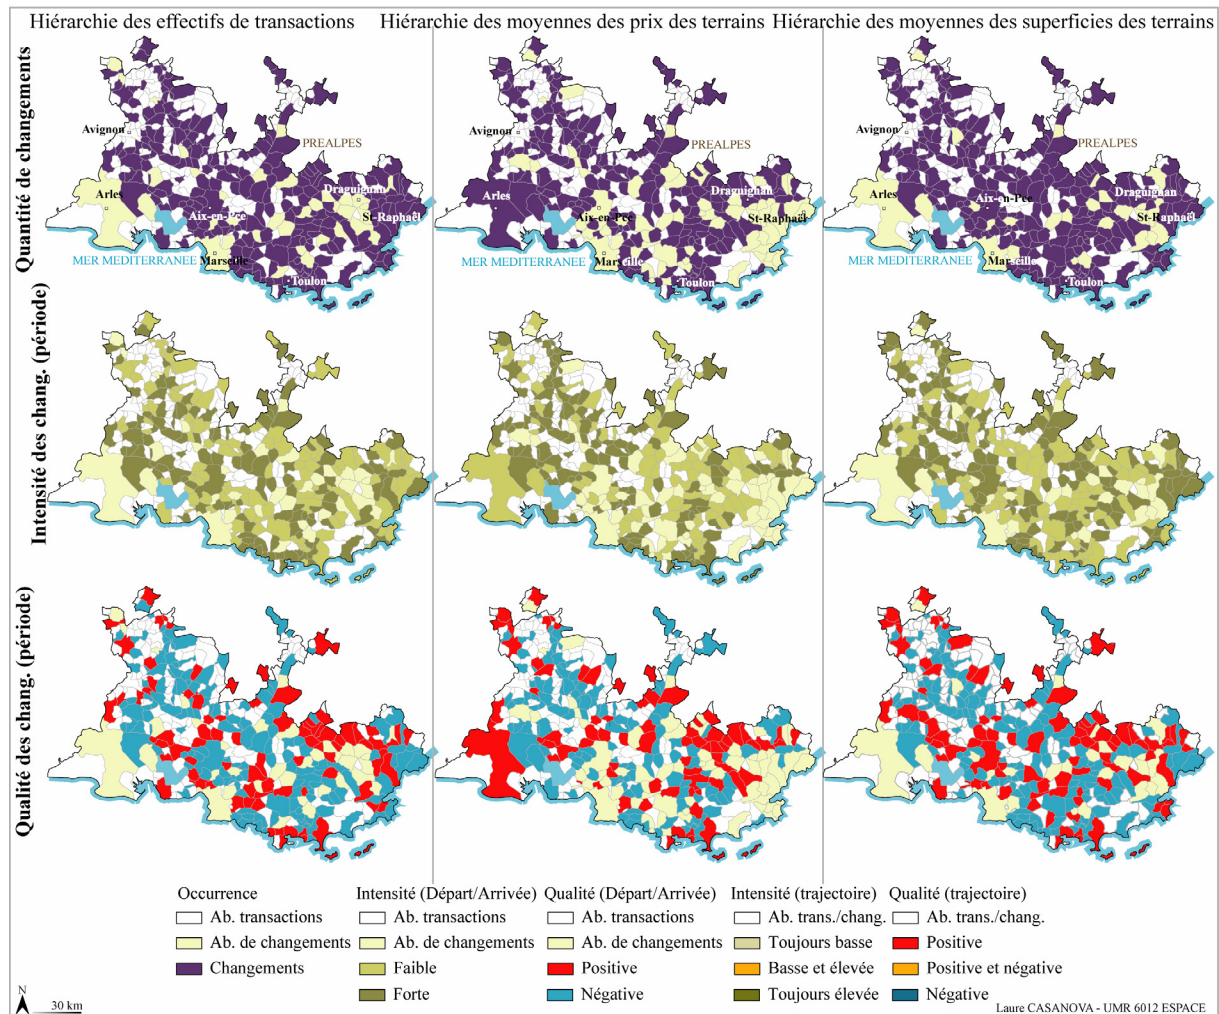 Hiérarchie des effectifs de transactions
Hiérarchie des moyennes des prix des terrains
Hiérarchie des moyennes des superficies des terrains
Quantité de changements
Avignon
PREALPES
Arles
Draguignan
Aix-en-Pce
St-Raphaël
MER MEDITERRANEE
Marseille
Toulon
Avignon
PREALPES
Arles
Draguignan
Aix-en-Pce
St-Raphaël
MER MEDITERRANEE
Marseille
Toulon
Avignon
PREALPES
Arles
Draguignan
Aix-en-Pce
St-Raphaël
MER MEDITERRANEE
Marseille
Toulon
Intensité des chang. (période)
Qualité des chang. (période)
Occurrence
Ab. transactions
Ab. de changements
Changements
Intensité (Départ/Arrivée)
Ab. transactions
Ab. de changements
Faible
Forte
Qualité (Départ/Arrivée)
Ab. transactions
Ab. de changements
Positive
Négative
Intensité (trajectoire)
Ab. trans./chang.
Toujours basse
Basse et élevée
Toujours élevée
Qualité (trajectoire)
Ab. trans./chang.
Positive
Positive et négative
Négative
N
30 km
Laure CASANOVA - UMR 6012 ESPACE